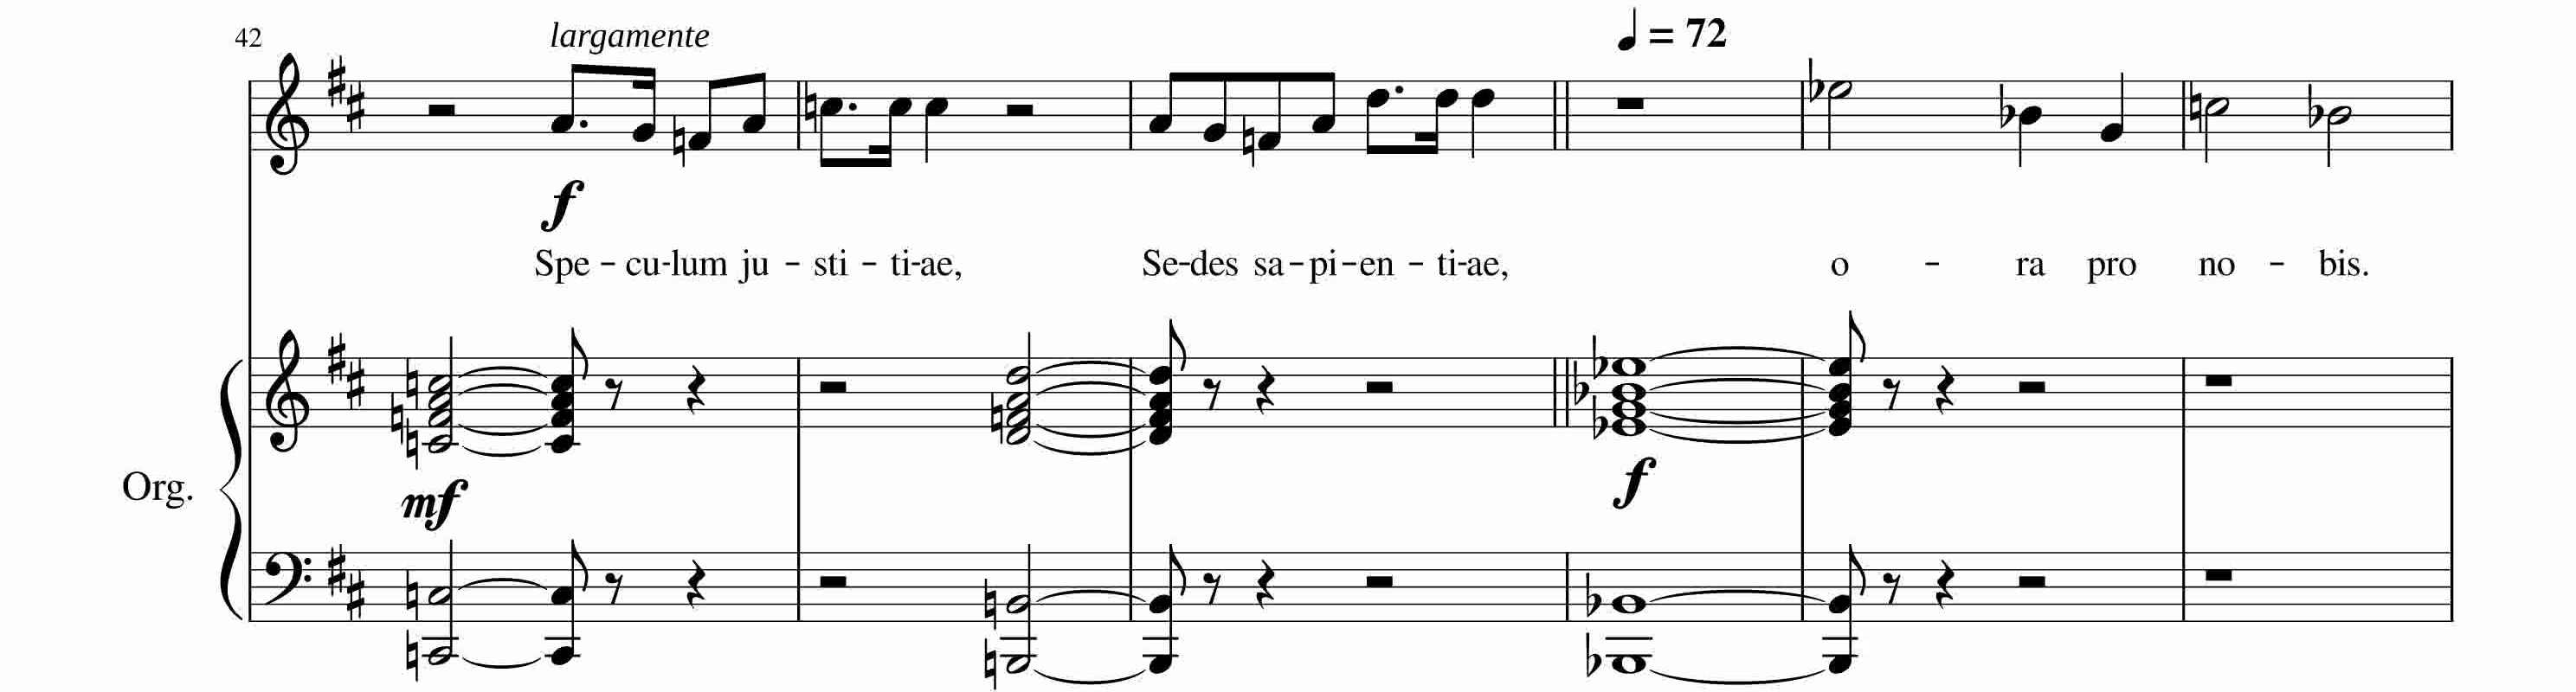 42
largamente
♩ = 72
f
Spe - cu-lum ju - sti - ti-ae, Se-des sa-pi-en - ti-ae, o - ra pro no - bis.
f
Org.
mf